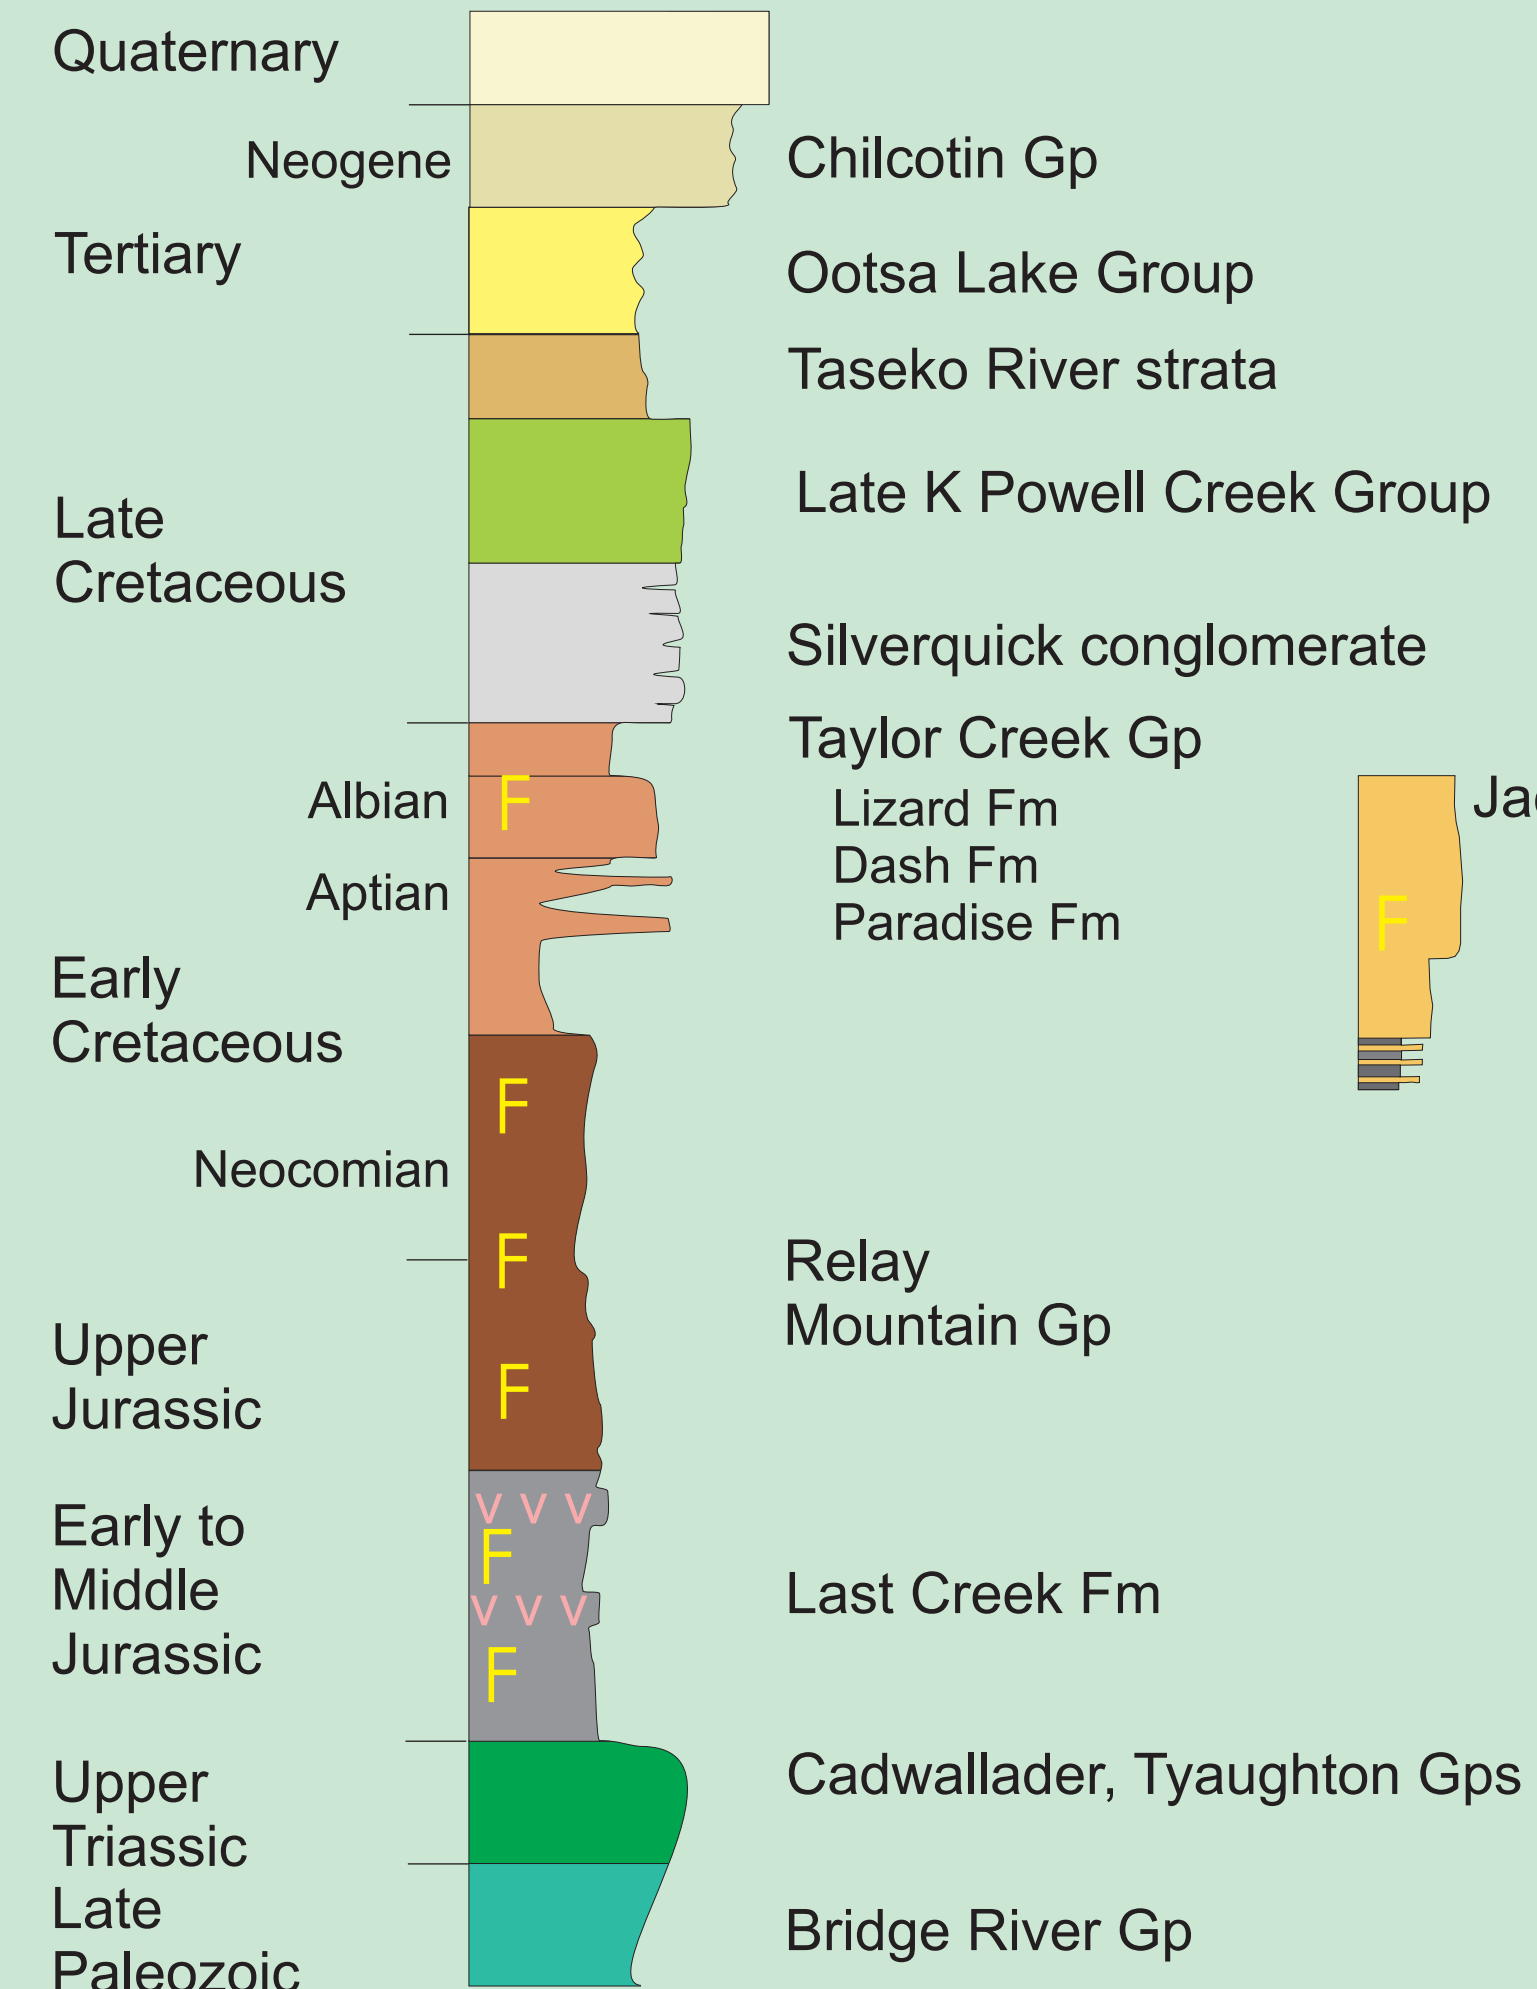 Quaternary
Neogene
Chilcotin Gp
Tertiary
Ootsa Lake Group
Taseko River strata
Late K Powell Creek Group
Late
Cretaceous
Silverquick conglomerate
Taylor Creek Gp
Albian
F
Lizard Fm
Dash Fm
Paradise Fm
Aptian
F
Early
Cretaceous
F
Neocomian
F
Relay
Mountain Gp
Upper
Jurassic
F
v v v
F
Early to
Middle
Jurassic
v v v
Last Creek Fm
F
Upper
Triassic
Cadwallader, Tyaughton Gps
Late
Paleozoic
Bridge River Gp